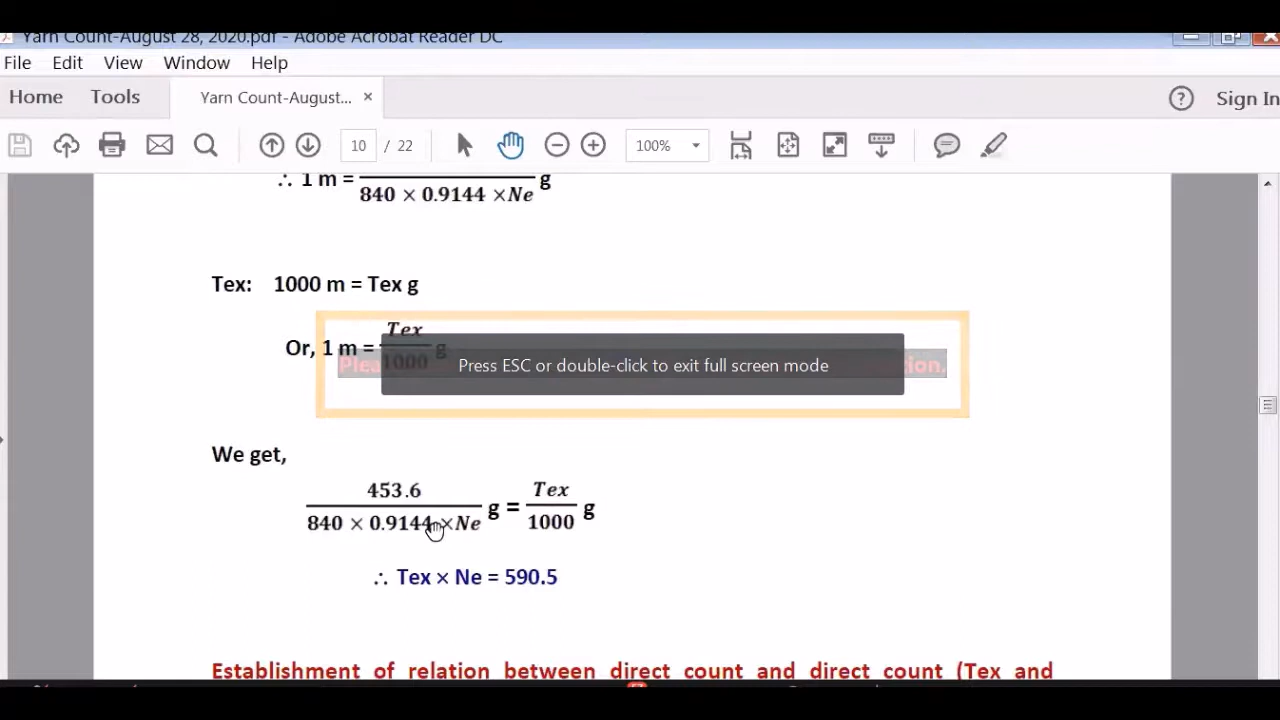 Yarn Count-August 28, 2020.pdf - Adobe Acrobat Reader DC
File Edit View Window Help
Home Tools Yarn Count-August... × ? Sign In
10 / 22 100%
∴ 1 m = / 840 × 0.9144 ×Ne g
Tex: 1000 m = Tex g
Or, 1 m = Tex / 1000 g
Press ESC or double-click to exit full screen mode
We get,
453.6 / 840 × 0.9144 ×Ne g = Tex / 1000 g
∴ Tex × Ne = 590.5
Establishment of relation between direct count and direct count (Tex and